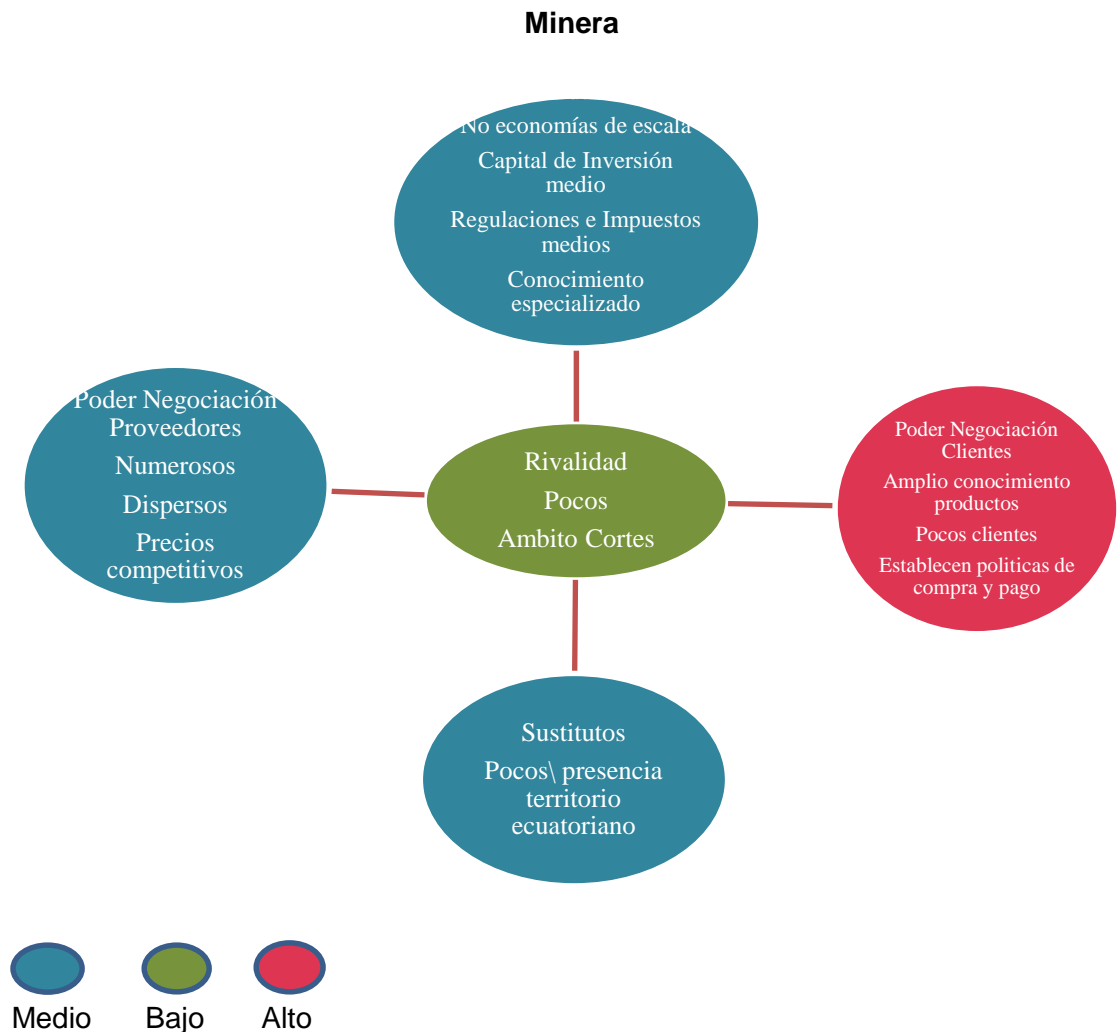 Minera
No economías de escala
Capital de Inversión
medio
Regulaciones e Impuestos
medios
Conocimiento
especializado
Poder Negociación
Proveedores
Numerosos
Dispersos
Precios
competitivos
Rivalidad
Pocos
Ambito Cortes
Poder Negociación
Clientes
Amplio conocimiento
productos
Pocos clientes
Establecen politicas de
compra y pago
Sustitutos
Pocos\ presencia
territorio
ecuatoriano
Medio Bajo Alto